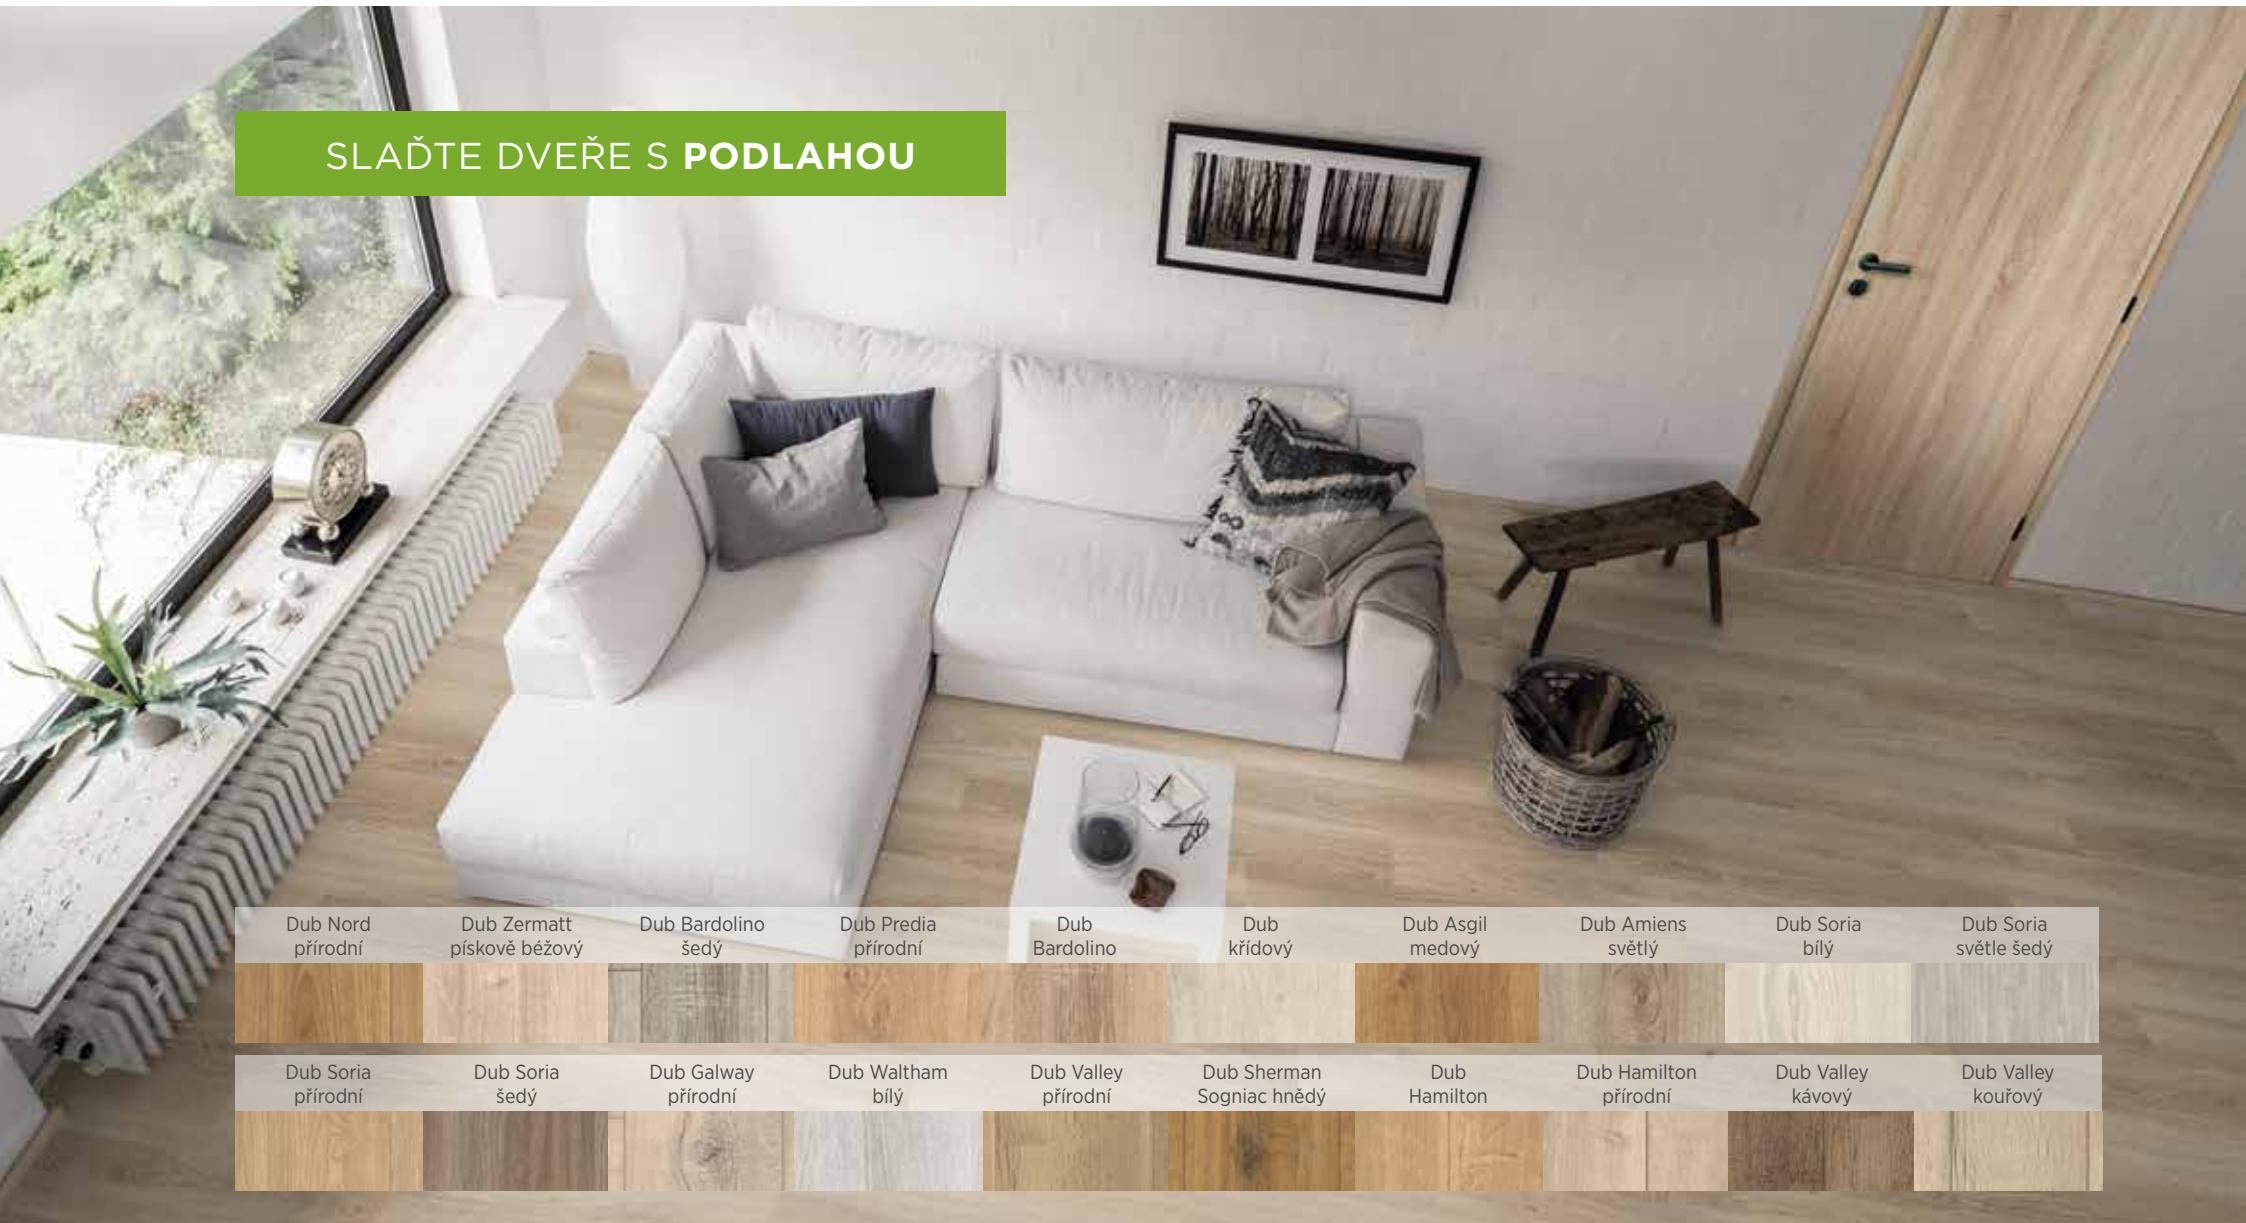 SLAĎTE DVEŘE S PODLAHOU
Dub Nord
přírodní
Dub Zermatt
pískově béžový
Dub Bardolino
šedý
Dub Predia
přírodní
Dub
Bardolino
Dub
křídový
Dub Asgil
medový
Dub Amiens
světlý
Dub Soria
bílý
Dub Soria
světle šedý
Dub Soria
přírodní
Dub Soria
šedý
Dub Galway
přírodní
Dub Waltham
bílý
Dub Valley
přírodní
Dub Sherman
Sogniac hnědý
Dub
Hamilton
Dub Hamilton
přírodní
Dub Valley
kávový
Dub Valley
kouřový